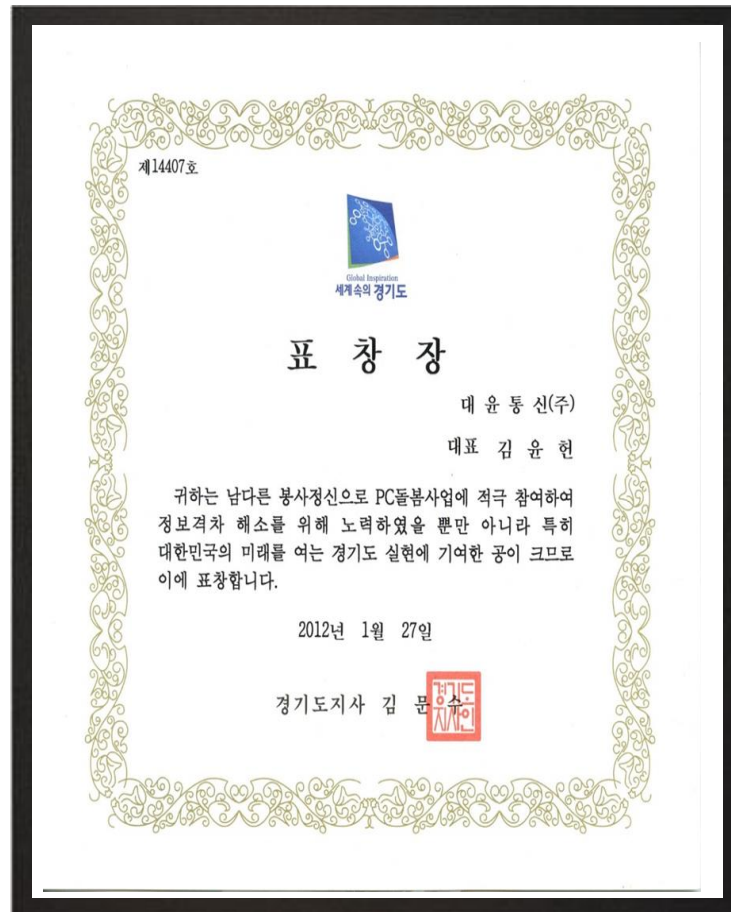 제14407호
Global Inspiration
세계속의 경기도
표 창 장
대 윤 통 신(주)
대표 김 윤 헌
귀하는 남다른 봉사정신으로 PC돌봄사업에 적극 참여하여
정보격차 해소를 위해 노력하였을 뿐만 아니라 특히
대한민국의 미래를 여는 경기도 실현에 기여한 공이 크므로
이에 표창합니다.
2012년 1월 27일
경기도지사 김 문 수
경기도
지사인